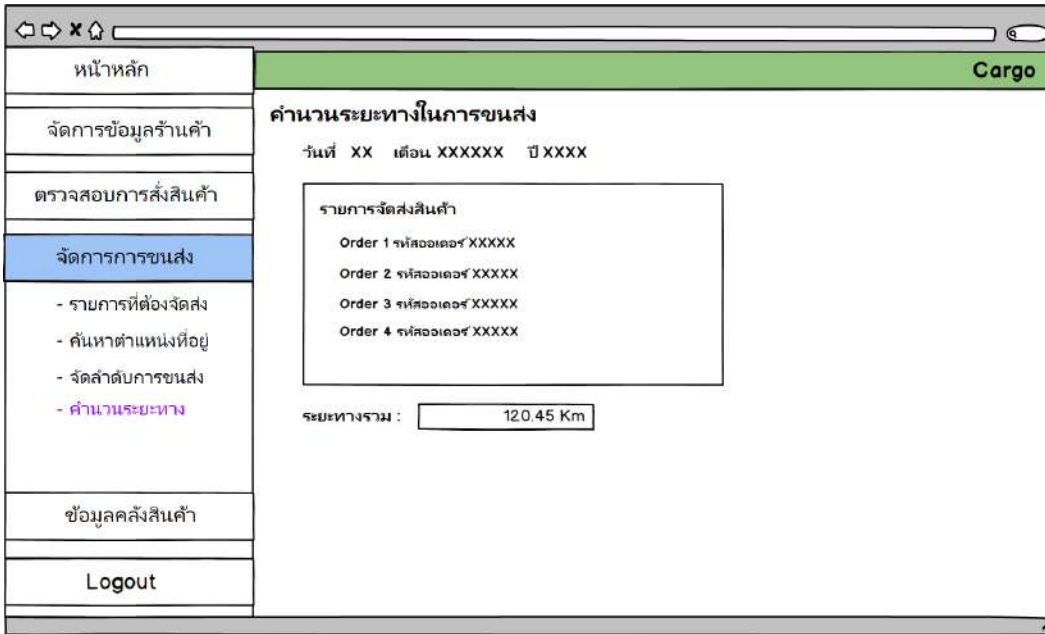 Cargo
หน้าหลัก
จัดการข้อมูลร้านค้า
ตรวจสอบการสั่งสินค้า
จัดการการขนส่ง
- รายการที่ต้องจัดส่ง
- ค้นหาตำแหน่งที่อยู่
- จัดลำดับการขนส่ง
- คำนวนระยะทาง
ข้อมูลคลังสินค้า
Logout
คำนวนระยะทางในการขนส่ง
วันที่ XX เดือน XXXXXX ปี XXXX
รายการจัดส่งสินค้า
Order 1 รหัสออเดอร์ XXXXX
Order 2 รหัสออเดอร์ XXXXX
Order 3 รหัสออเดอร์ XXXXX
Order 4 รหัสออเดอร์ XXXXX
ระยะทางรวม : 120.45 Km